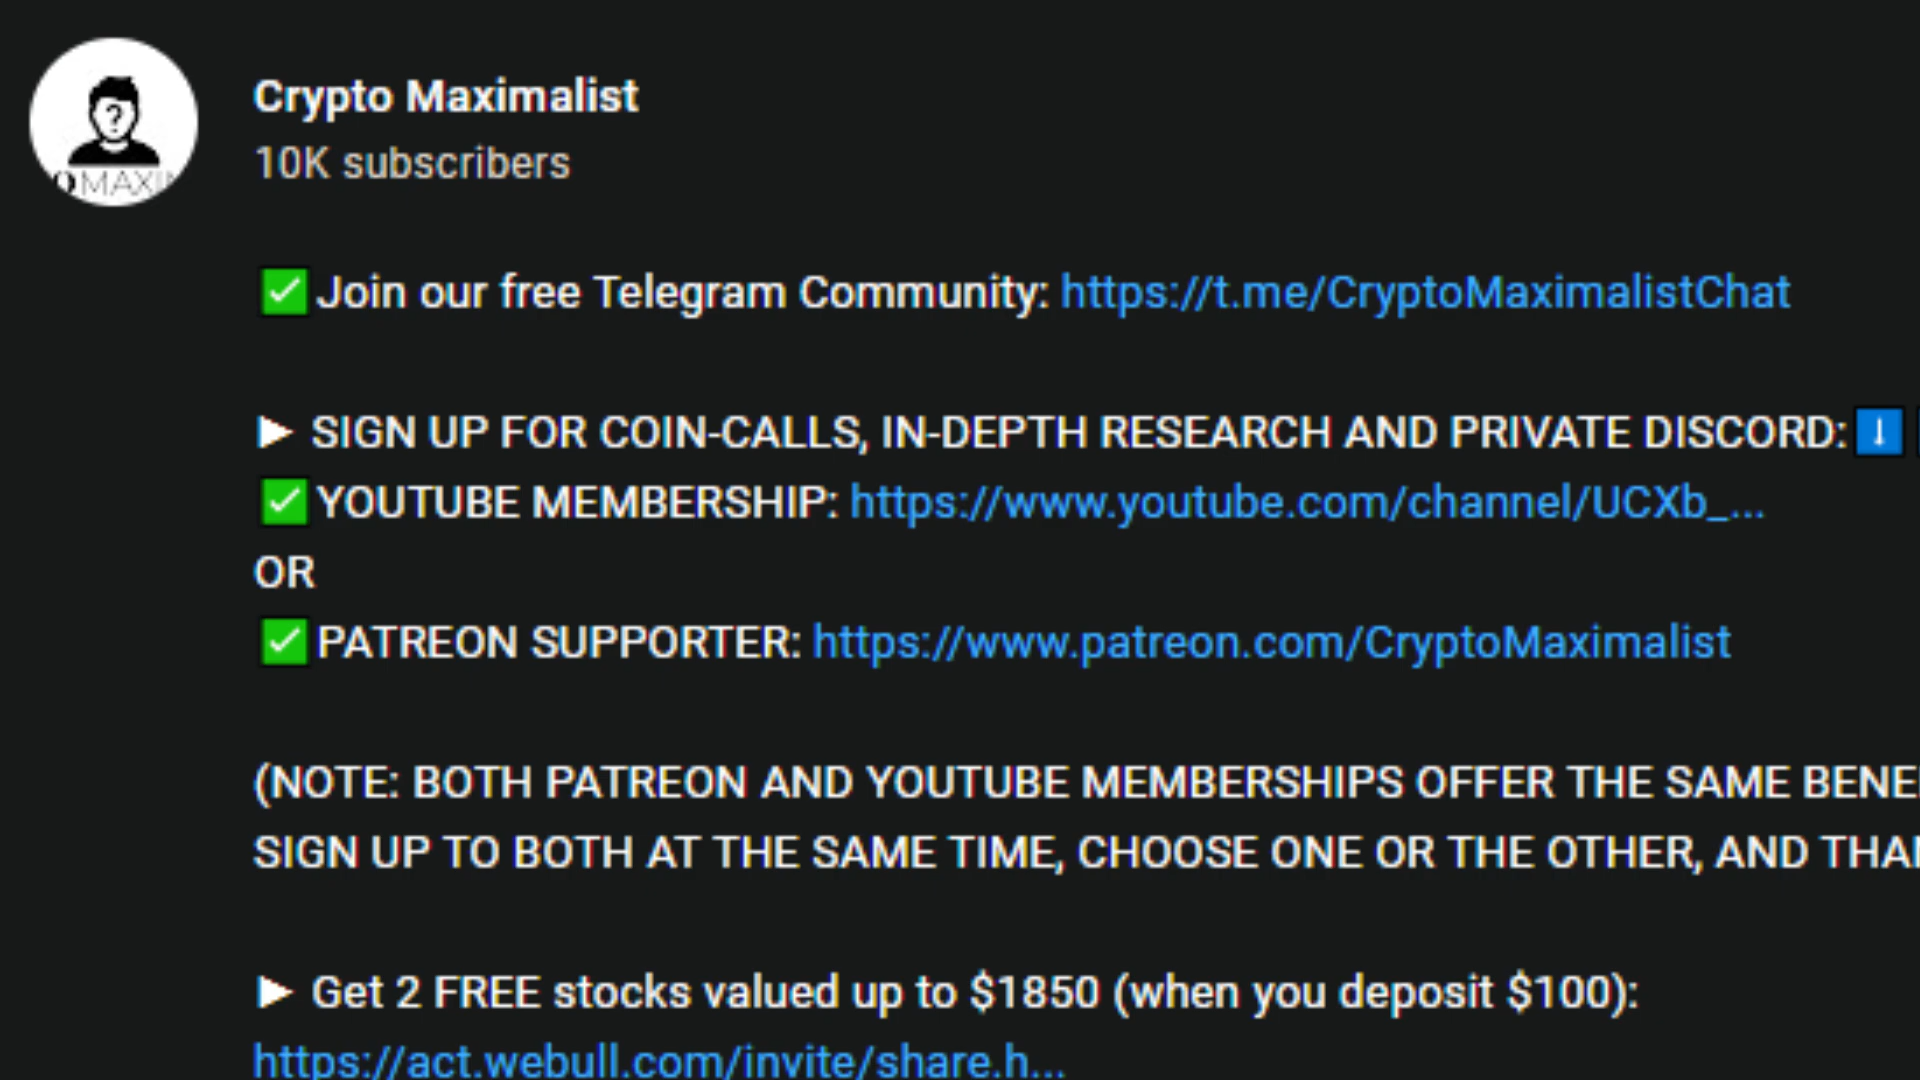 Crypto Maximalist
10K subscribers
?
O MAXIM
✅Join our free Telegram Community: https://t.me/CryptoMaximalistChat
► SIGN UP FOR COIN-CALLS, IN-DEPTH RESEARCH AND PRIVATE DISCORD:⬇
✅YOUTUBE MEMBERSHIP: https://www.youtube.com/channel/UCXb_...
OR
✅PATREON SUPPORTER: https://www.patreon.com/CryptoMaximalist
(NOTE: BOTH PATREON AND YOUTUBE MEMBERSHIPS OFFER THE SAME BENE
SIGN UP TO BOTH AT THE SAME TIME, CHOOSE ONE OR THE OTHER, AND THA
► Get 2 FREE stocks valued up to $1850 (when you deposit $100):
https://act.webull.com/invite/share.h...